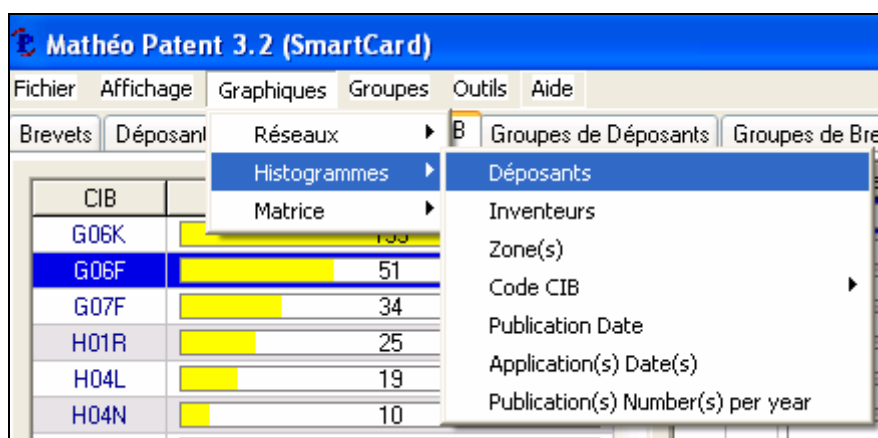 Mathéo Patent 3.2 (SmartCard)
Fichier Affichage Graphiques Groupes Outils Aide
Brevets B Groupes de Déposants Groupes de
Réseaux
Histogrammes
Matrice
Déposants
Inventeurs
Zone(s)
Code CIB
Publication Date
Application(s) Date(s)
Publication(s) Number(s) per year
CIB
G06K
G06F 51
G07F 34
H01R 25
H04L 19
H04N 10